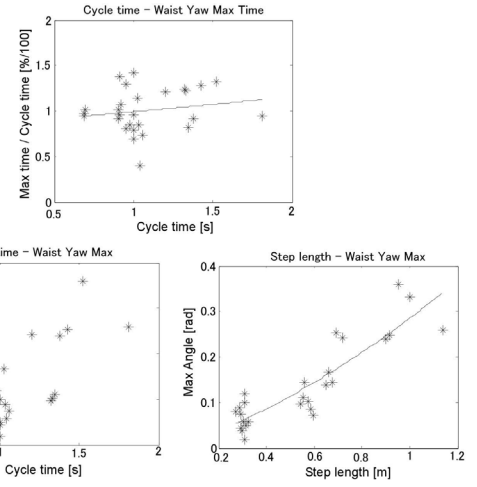 Cycle time - Waist Yaw Max Time
Max time / Cycle time [%/100]
2
1.5
1
0.5
0
0.5
1
1.5
2
Cycle time [s]
ime - Waist Yaw Max
1.5
2
Cycle time [s]
Step length - Waist Yaw Max
Max Angle [rad]
0.4
0.3
0.2
0.1
0
0.2
0.4
0.6
0.8
1
1.2
Step length [m]